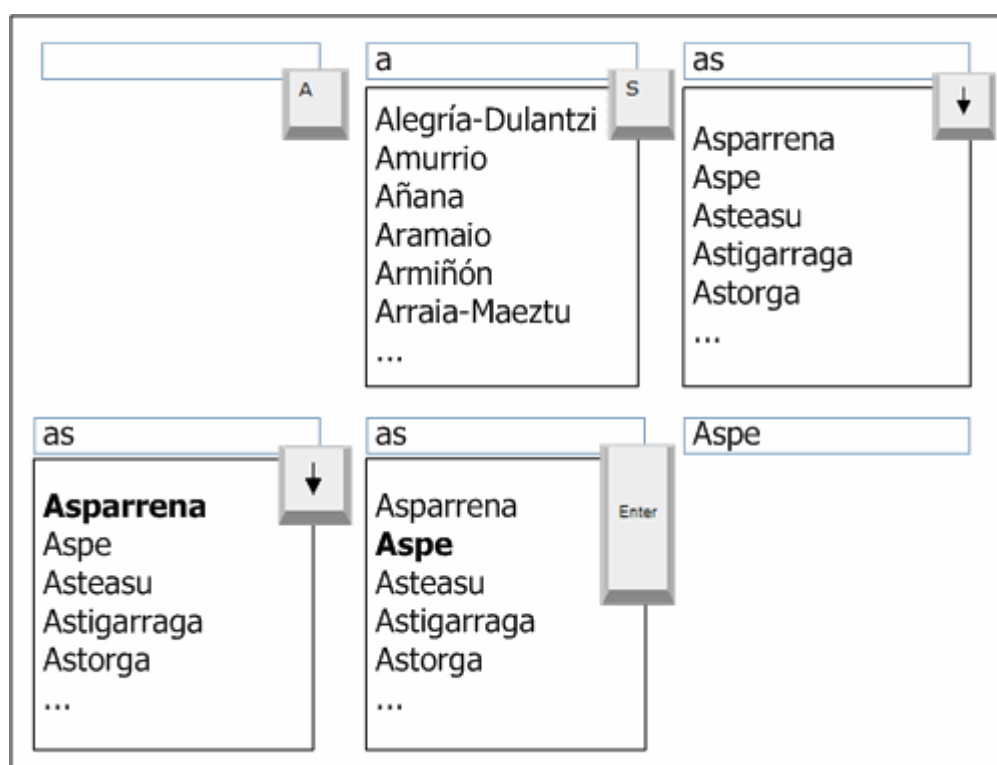 A
a
S
Alegría-Dulantzi
Amurrio
Añana
Aramaio
Armiñón
Arraia-Maeztu
...
as
↓
Asparrena
Aspe
Asteasu
Astigarraga
Astorga
...
as
↓
Asparrena
Aspe
Asteasu
Astigarraga
Astorga
...
as
Enter
Asparrena
Aspe
Asteasu
Astigarraga
Astorga
...
Aspe